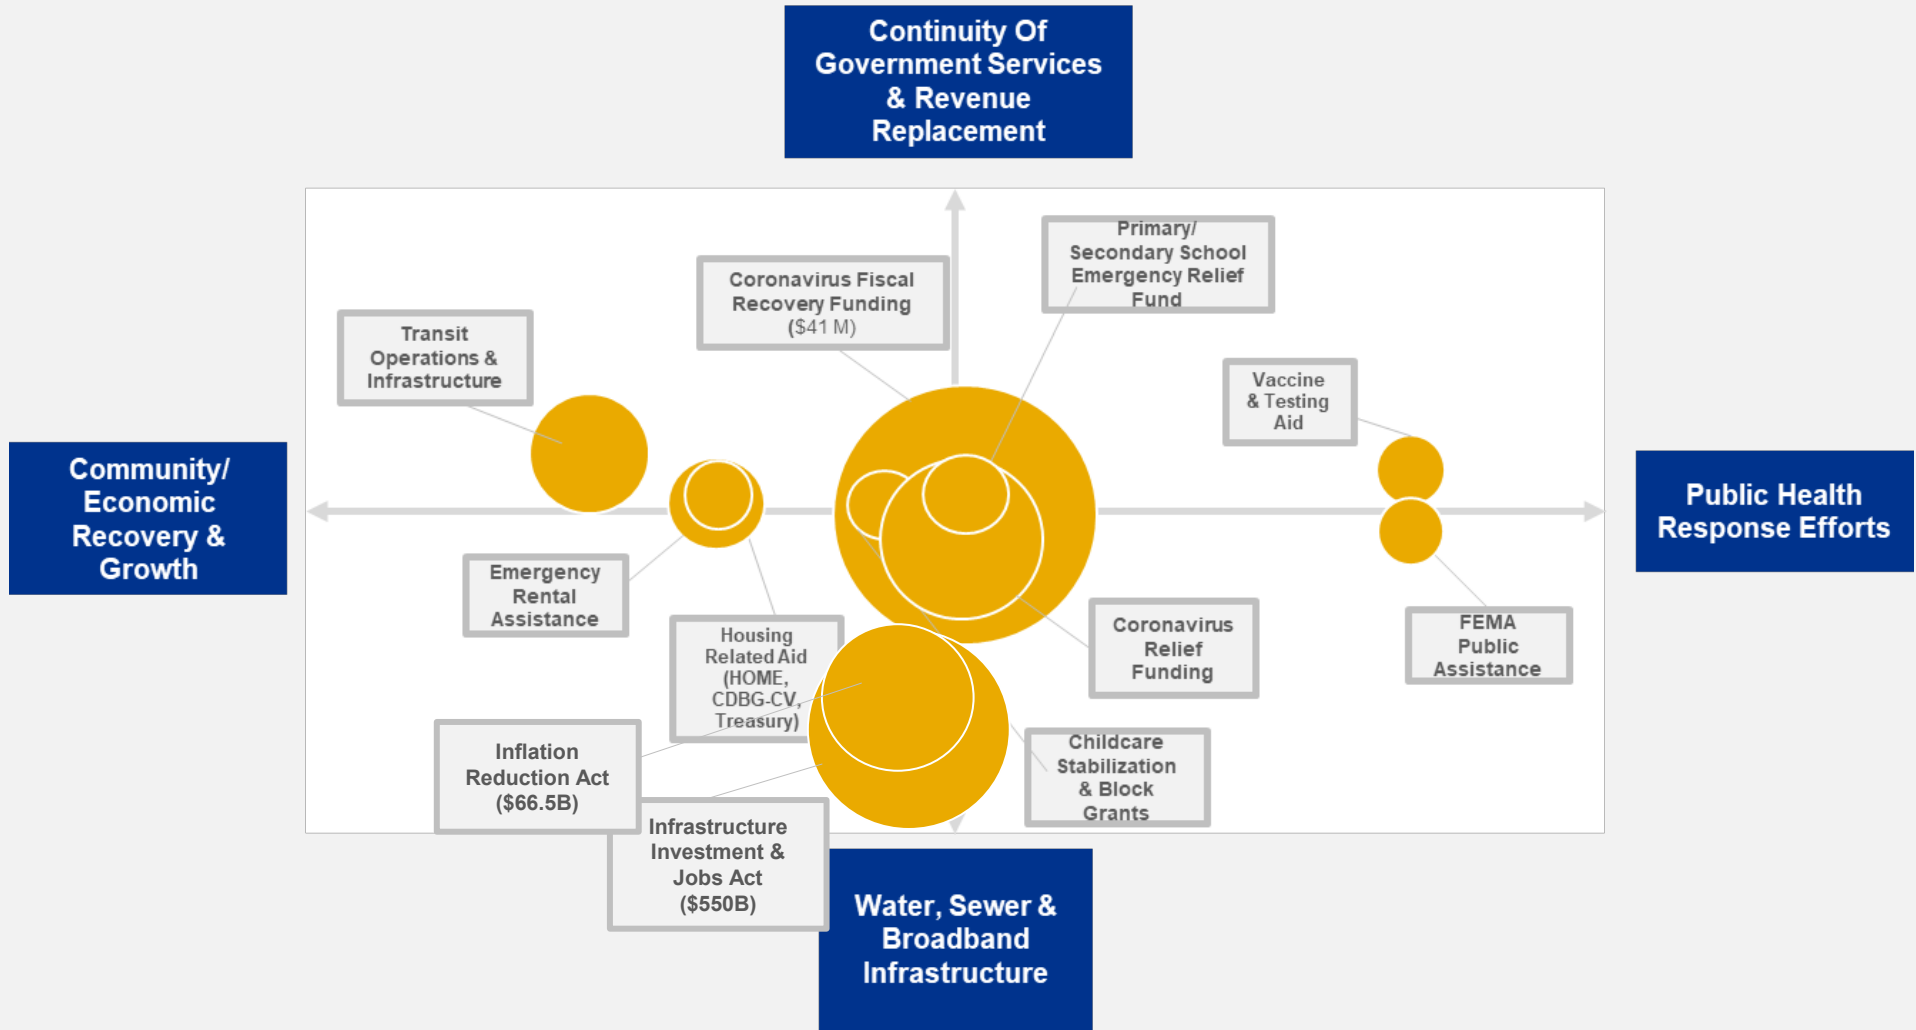 Continuity Of
Government Services
& Revenue
Replacement
Primary/
Secondary School
Emergency Relief
Fund
Coronavirus Fiscal
Recovery Funding
($41 M)
Transit
Operations &
Infrastructure
Vaccine
& Testing
Aid
Community/
Economic
Recovery &
Growth
Public Health
Response Efforts
Emergency
Rental
Assistance
Housing
Related Aid
(HOME,
CDBG-CV,
Treasury)
Coronavirus
Relief
Funding
FEMA
Public
Assistance
Inflation
Reduction Act
($66.5B)
Childcare
Stabilization
& Block
Grants
Infrastructure
Investment &
Jobs Act
($550B)
Water, Sewer &
Broadband
Infrastructure